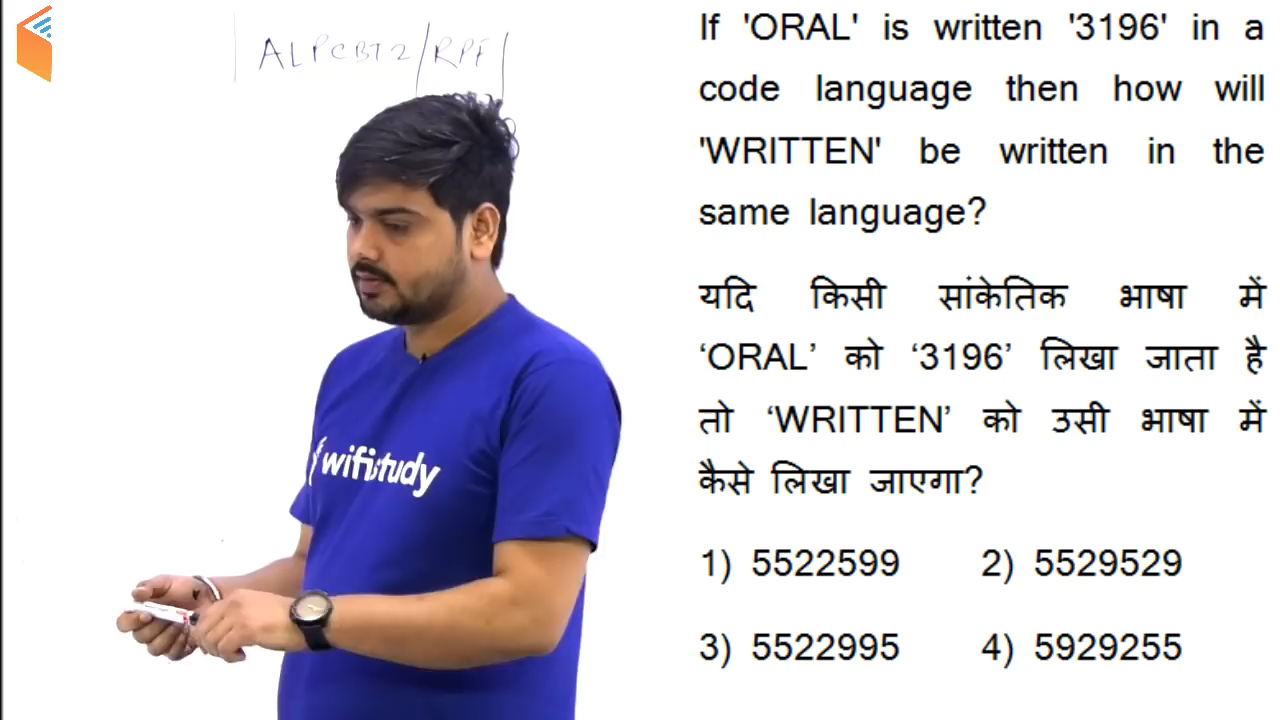 ALPCBT2/RPF/
wifistudy
If 'ORAL' is written '3196' in a
code language then how will
'WRITTEN' be written in the
same language?
यदि किसी सांकेतिक भाषा में
‘ORAL’ को ‘3196’ लिखा जाता है
तो ‘WRITTEN’ को उसी भाषा में
कैसे लिखा जाएगा?
1) 5522599 2) 5529529
3) 5522995 4) 5929255